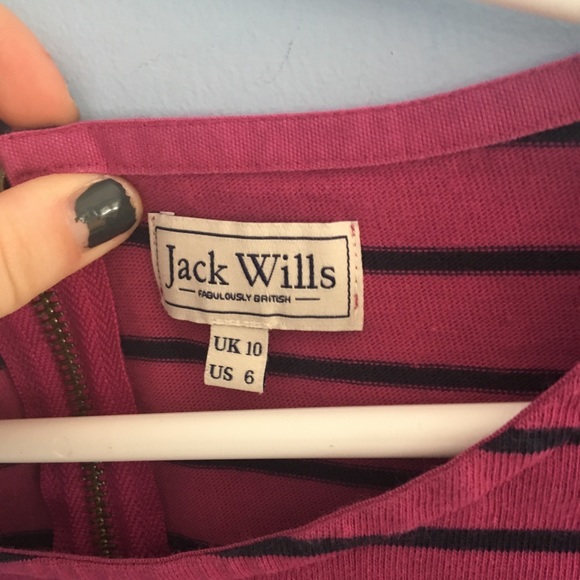 Jack Wills
FABULOUSLY BRITISH
UK 10
US 6